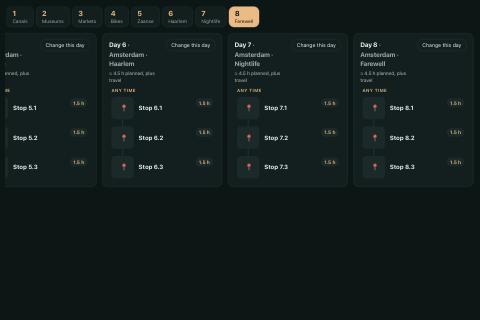 1
Canals
2
Museums
3
Markets
4
Bikes
5
Zaanse
6
Haarlem
7
Nightlife
8
Farewell
dam ·
Change this day
Stop 5.1
1.5 h
Stop 5.2
1.5 h
Stop 5.3
1.5 h
Day 6 ·
Amsterdam ·
Haarlem
Change this day
≈ 4.5 h planned, plus
travel
ANY TIME
Stop 6.1
1.5 h
Stop 6.2
1.5 h
Stop 6.3
1.5 h
Day 7 ·
Amsterdam ·
Nightlife
Change this day
≈ 4.5 h planned, plus
travel
ANY TIME
Stop 7.1
1.5 h
Stop 7.2
1.5 h
Stop 7.3
1.5 h
Day 8 ·
Amsterdam ·
Farewell
Change this day
≈ 4.5 h planned, plus
travel
ANY TIME
Stop 8.1
1.5 h
Stop 8.2
1.5 h
Stop 8.3
1.5 h